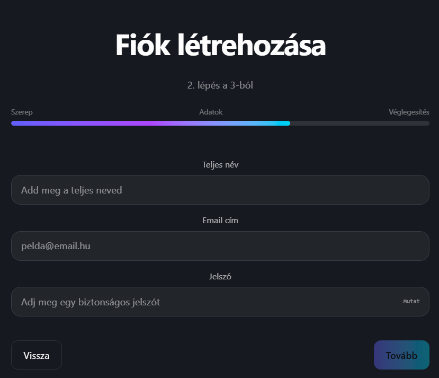 Fiók létrehozása
2. lépés a 3-ból
Szerep Adatok Véglegesítés
Teljes név
Add meg a teljes neved
Email cím
pelda@email.hu
Jelszó
Adj meg egy biztonságos jelszót Mutat
Vissza Tovább